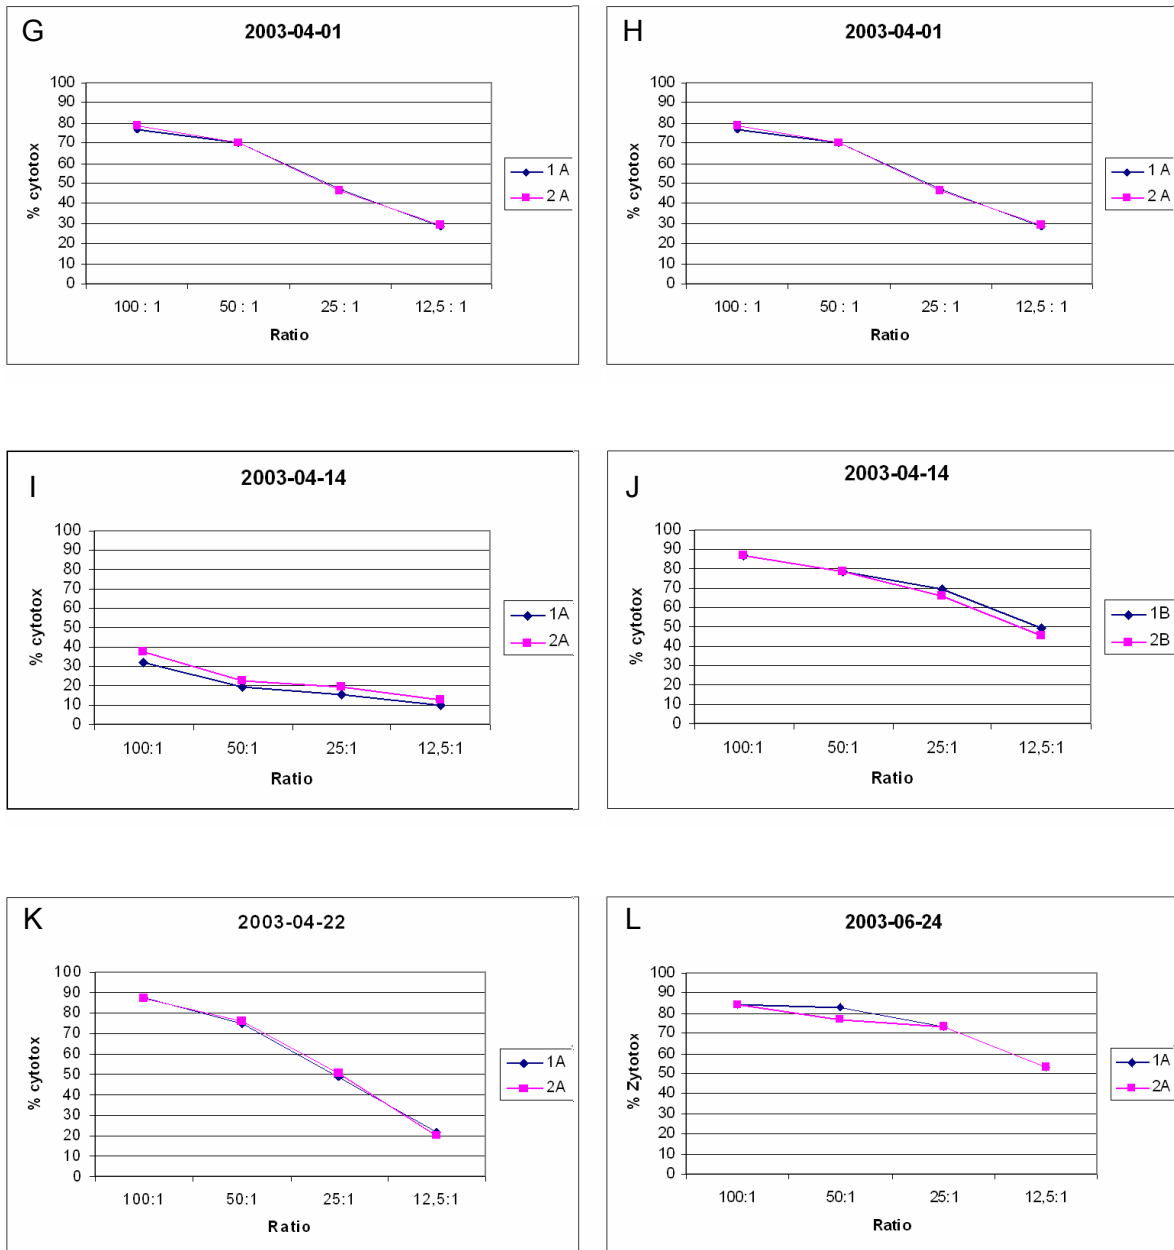 G
2003-04-01
100
90
80
70
60
50
40
30
20
10
0
% cytotox
100 : 1 50 : 1 25 : 1 12,5 : 1
Ratio
1 A
2 A
H
2003-04-01
100
90
80
70
60
50
40
30
20
10
0
% cytotox
100 : 1 50 : 1 25 : 1 12,5 : 1
Ratio
1 A
2 A
I
2003-04-14
100
90
80
70
60
50
40
30
20
10
0
% cytotox
100:1 50:1 25:1 12,5:1
Ratio
1A
2A
J
2003-04-14
100
90
80
70
60
50
40
30
20
10
0
% cytotox
100:1 50:1 25:1 12,5:1
Ratio
1B
2B
K
2003-04-22
100
90
80
70
60
50
40
30
20
10
0
% cytotox
100:1 50:1 25:1 12,5:1
Ratio
1A
2A
L
2003-06-24
100
90
80
70
60
50
40
30
20
10
0
% Zytotox
100:1 50:1 25:1 12,5:1
Ratio
1A
2A